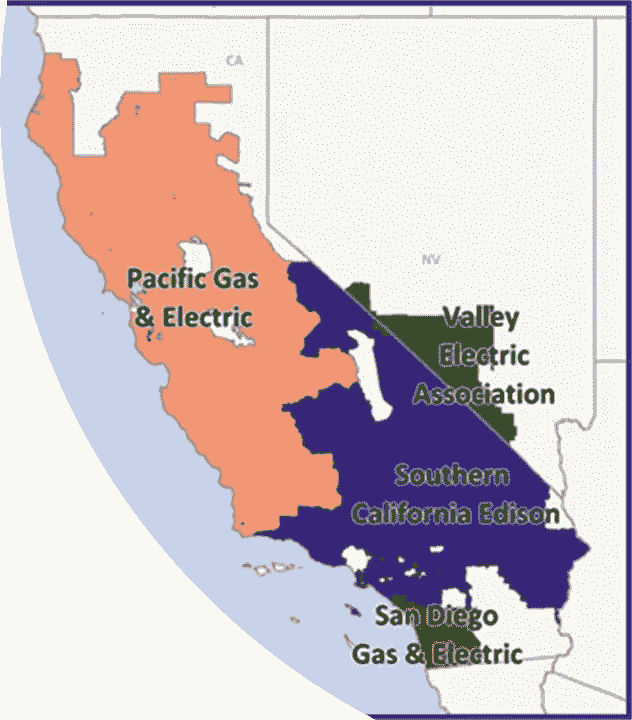 CA
NV
Pacific Gas
& Electric
Valley
Electric
Association
Southern
California Edison
San Diego
Gas & Electric